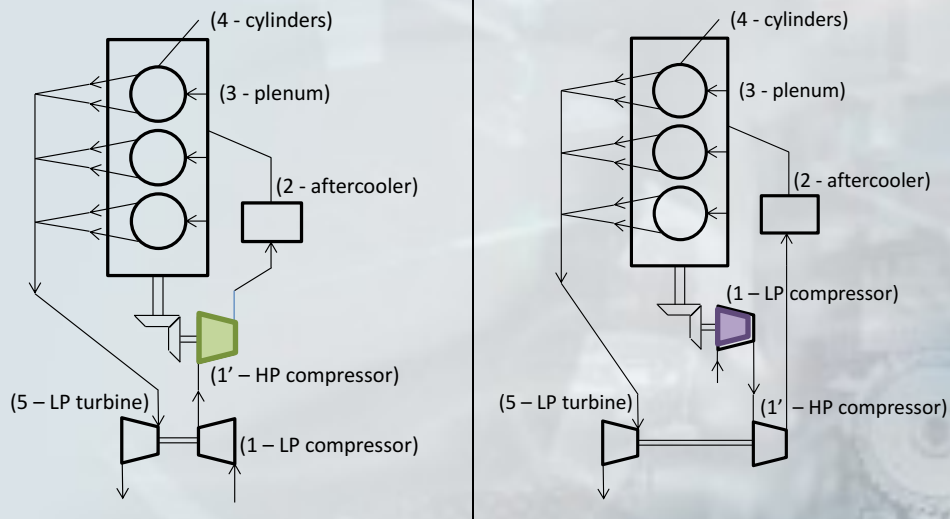 (4 - cylinders)
(3 - plenum)
(2 - aftercooler)
(1’ – HP compressor)
(5 – LP turbine)
(1 – LP compressor)
(4 - cylinders)
(3 - plenum)
(2 - aftercooler)
(1 – LP compressor)
(5 – LP turbine)
(1’ – HP compressor)